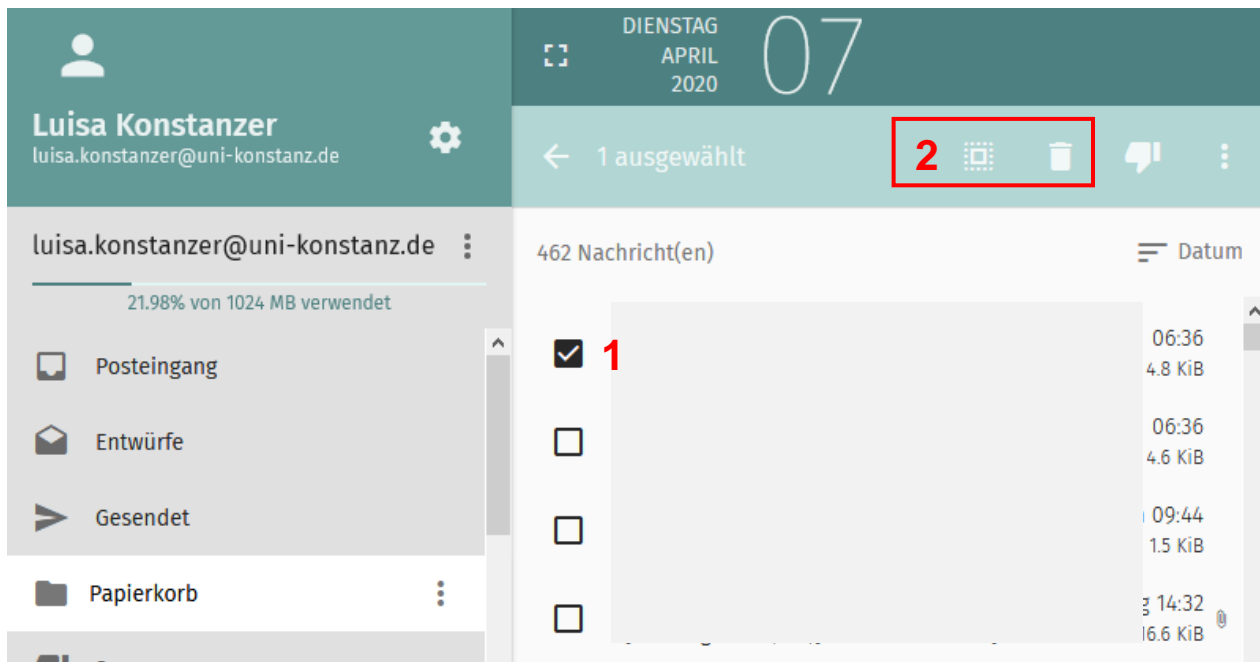 Luisa Konstanzer
luisa.konstanzer@uni-konstanz.de
luisa.konstanzer@uni-konstanz.de
21.98% von 1024 MB verwendet
Posteingang
Entwürfe
Gesendet
Papierkorb
DIENSTAG
APRIL
2020
07
1 ausgewählt
2
462 Nachricht(en)
Datum
1
06:36
4.8 KiB
06:36
4.6 KiB
09:44
1.5 KiB
14:32
16.6 KiB